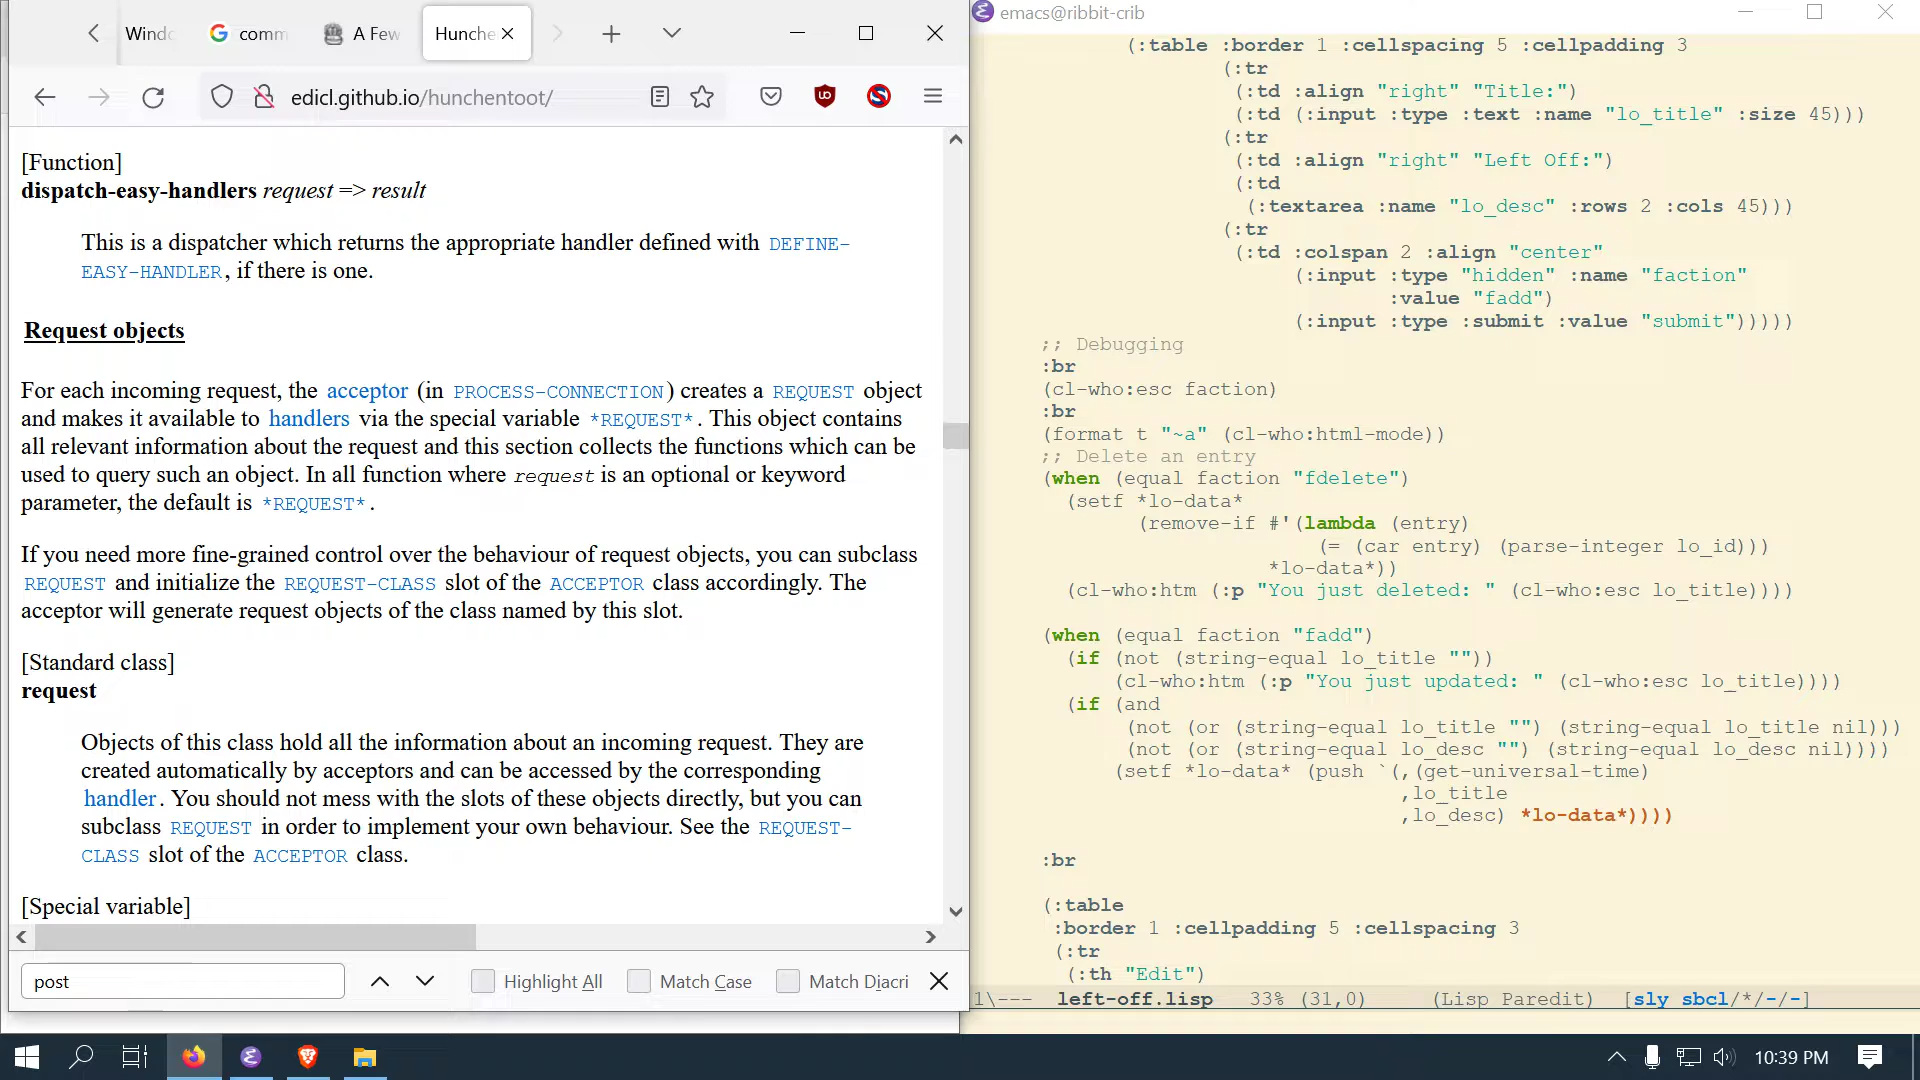 Windo
comm
A Few
Hunche
edicl.github.io/hunchentoot/
[Function]
dispatch-easy-handlers request => result
This is a dispatcher which returns the appropriate handler defined with DEFINE-
EASY-HANDLER, if there is one.
Request objects
For each incoming request, the acceptor (in PROCESS-CONNECTION) creates a REQUEST object
and makes it available to handlers via the special variable *REQUEST*. This object contains
all relevant information about the request and this section collects the functions which can be
used to query such an object. In all function where request is an optional or keyword
parameter, the default is *REQUEST*.
If you need more fine-grained control over the behaviour of request objects, you can subclass
REQUEST and initialize the REQUEST-CLASS slot of the ACCEPTOR class accordingly. The
acceptor will generate request objects of the class named by this slot.
[Standard class]
request
Objects of this class hold all the information about an incoming request. They are
created automatically by acceptors and can be accessed by the corresponding
handler. You should not mess with the slots of these objects directly, but you can
subclass REQUEST in order to implement your own behaviour. See the REQUEST-
CLASS slot of the ACCEPTOR class.
[Special variable]
post
Highlight All
Match Case
Match Diacri
emacs@ribbit-crib
(:table :border 1 :cellspacing 5 :cellpadding 3
(:tr
(:td :align "right" "Title:")
(:td (:input :type :text :name "lo_title" :size 45)))
(:tr
(:td :align "right" "Left Off:")
(:td
(:textarea :name "lo_desc" :rows 2 :cols 45)))
(:tr
(:td :colspan 2 :align "center"
(:input :type "hidden" :name "faction"
:value "fadd")
(:input :type :submit :value "submit")))))
;; Debugging
:br
(cl-who:esc faction)
:br
(format t "~a" (cl-who:html-mode))
;; Delete an entry
(when (equal faction "fdelete")
(setf *lo-data*
(remove-if #'(lambda (entry)
(= (car entry) (parse-integer lo_id)))
*lo-data*))
(cl-who:htm (:p "You just deleted: " (cl-who:esc lo_title))))
(when (equal faction "fadd")
(if (not (string-equal lo_title ""))
(cl-who:htm (:p "You just updated: " (cl-who:esc lo_title))))
(if (and
(not (or (string-equal lo_title "") (string-equal lo_title nil)))
(not (or (string-equal lo_desc "") (string-equal lo_desc nil))))
(setf *lo-data* (push `(,(get-universal-time)
,lo_title
,lo_desc) *lo-data*))))
:br
(:table
:border 1 :cellpadding 5 :cellspacing 3
(:tr
(:th "Edit")
1\--- left-off.lisp 33% (31,0) (Lisp Paredit) [sly sbcl/*/-/-]
10:39 PM